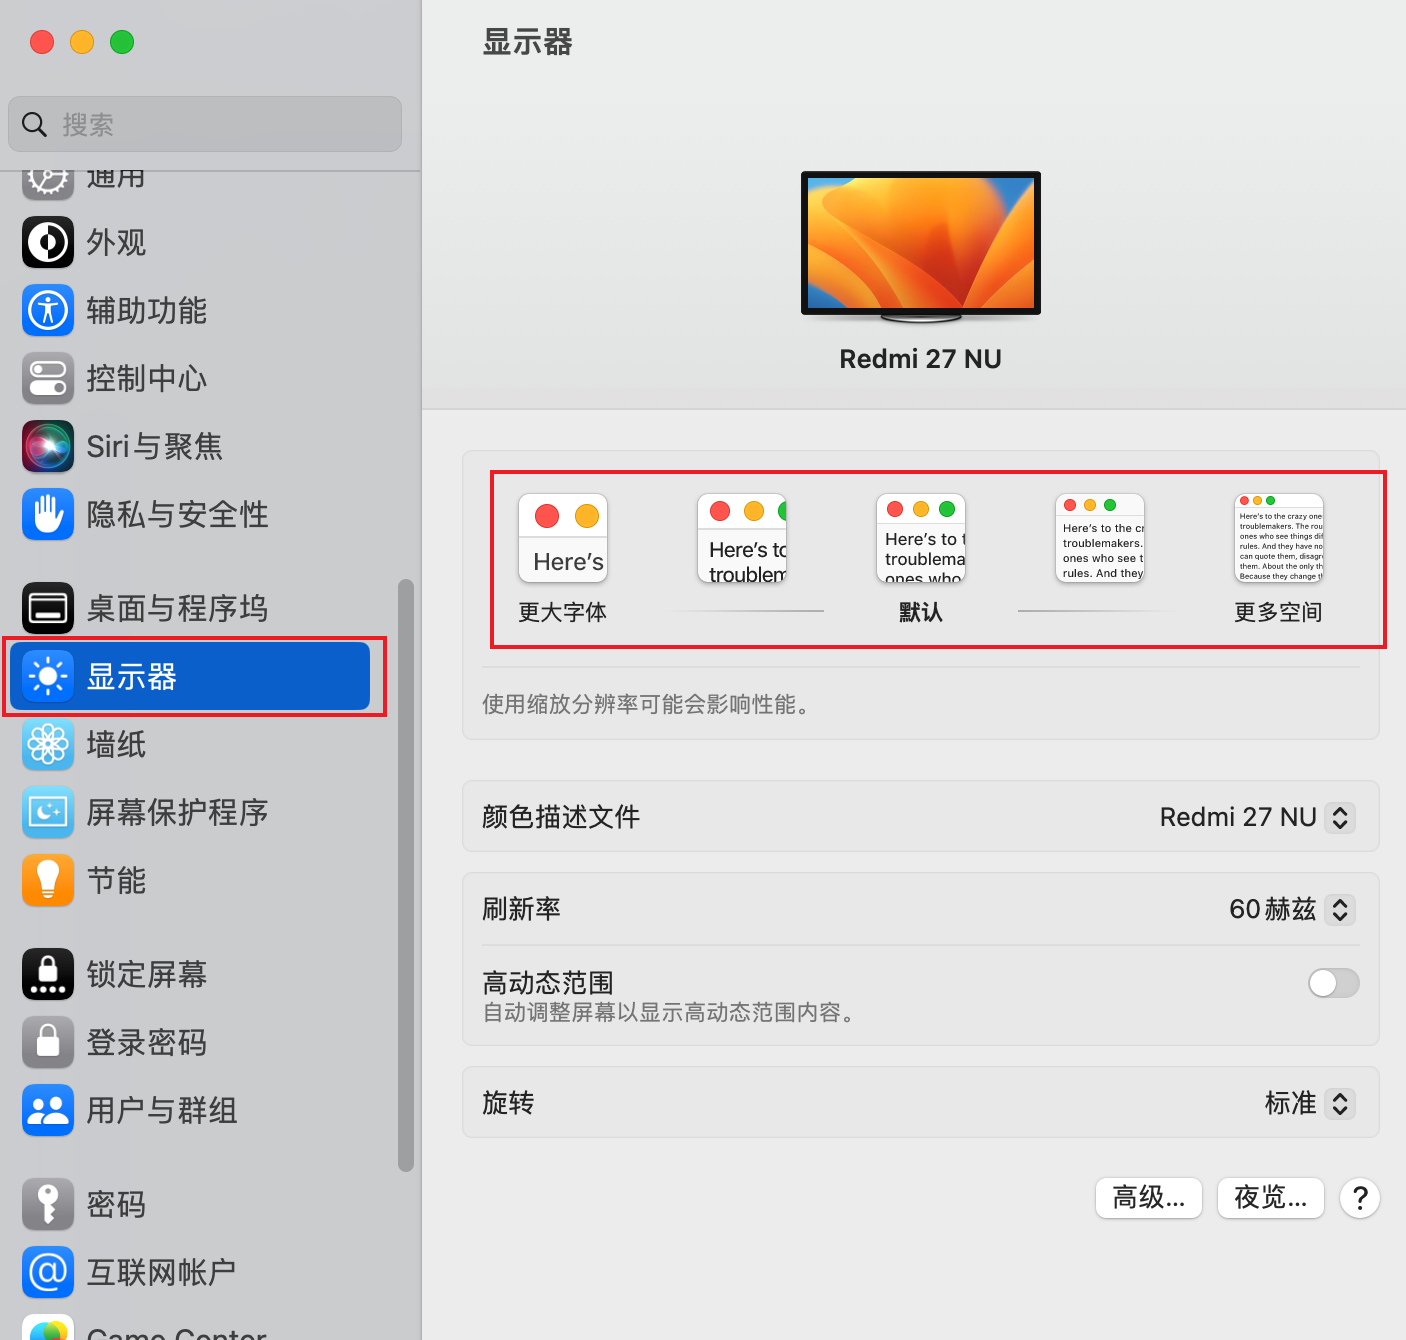 搜索
通用
外观
辅助功能
控制中心
Siri与聚焦
隐私与安全性
桌面与程序坞
显示器
墙纸
屏幕保护程序
节能
锁定屏幕
登录密码
用户与群组
密码
互联网帐户
Game Center
显示器
Redmi 27 NU
Here's
Here's to
troublem
Here's to t
troublema
ones who
Here's to the cr
troublemakers.
ones who see t
rules. And they
Here's to the crazy one
troublemakers. The rou
ones who see things dif
rules. And they have no
can quote them, disagr
them. About the only th
Because they change t
更大字体
默认
更多空间
使用缩放分辨率可能会影响性能。
颜色描述文件
Redmi 27 NU
刷新率
60赫兹
高动态范围
自动调整屏幕以显示高动态范围内容。
旋转
标准
高级...
夜览...
?